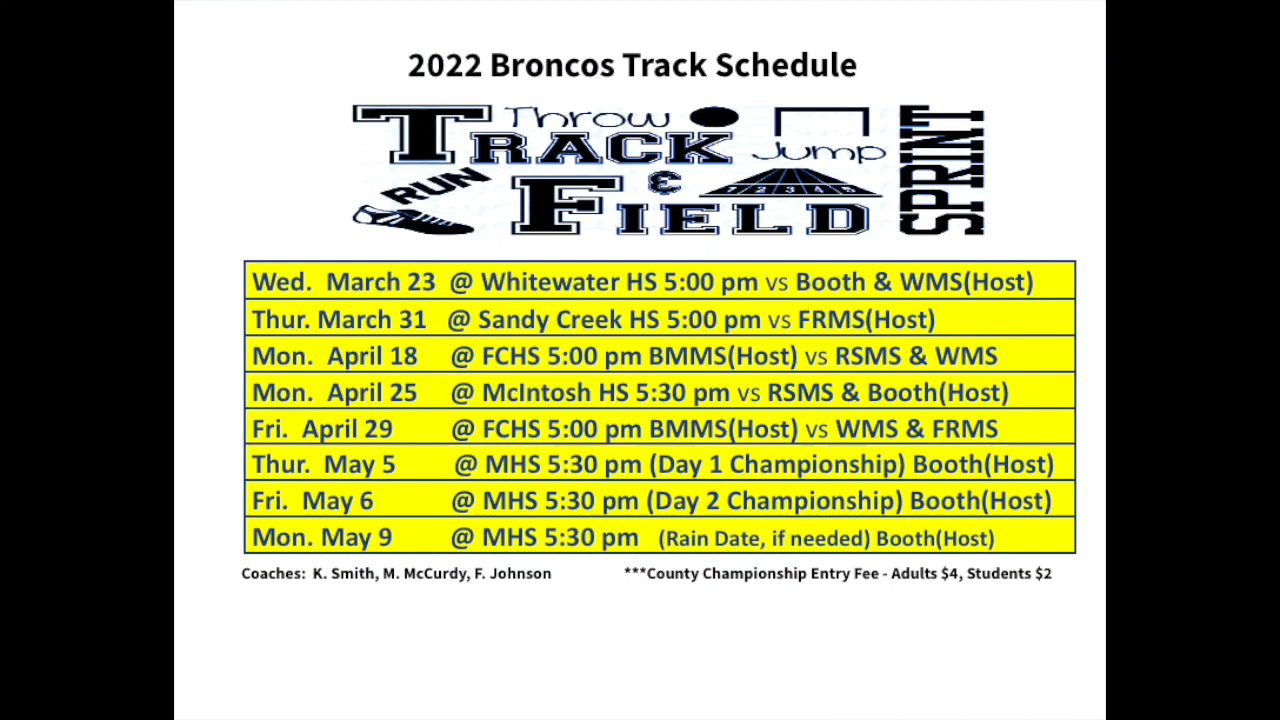 2022 Broncos Track Schedule
Throw Jump
TRACK
RUN & 1 2 3 4 5
FIELD
SPRINT
Wed. March 23 @ Whitewater HS 5:00 pm vs Booth & WMS(Host)
Thur. March 31 @ Sandy Creek HS 5:00 pm vs FRMS(Host)
Mon. April 18 @ FCHS 5:00 pm BMMS(Host) vs RSMS & WMS
Mon. April 25 @ McIntosh HS 5:30 pm vs RSMS & Booth(Host)
Fri. April 29 @ FCHS 5:00 pm BMMS(Host) vs WMS & FRMS
Thur. May 5 @ MHS 5:30 pm (Day 1 Championship) Booth(Host)
Fri. May 6 @ MHS 5:30 pm (Day 2 Championship) Booth(Host)
Mon. May 9 @ MHS 5:30 pm (Rain Date, if needed) Booth(Host)
Coaches: K. Smith, M. McCurdy, F. Johnson ***County Championship Entry Fee - Adults $4, Students $2